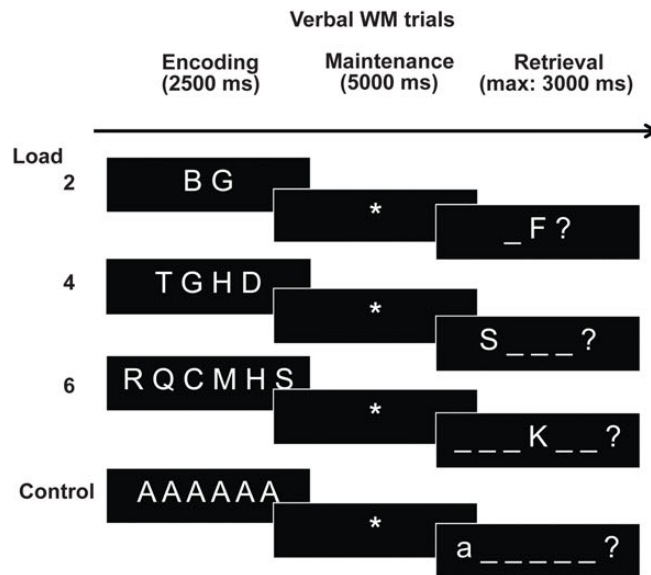 Verbal WM trials
Encoding Maintenance Retrieval
(2500 ms) (5000 ms) (max: 3000 ms)
Load
2 B G
*
_ F ?
4 T G H D
*
S _ _ _ ?
6 R Q C M H S
*
_ _ _ K _ _ ?
Control A A A A A A
*
a _ _ _ _ _ ?